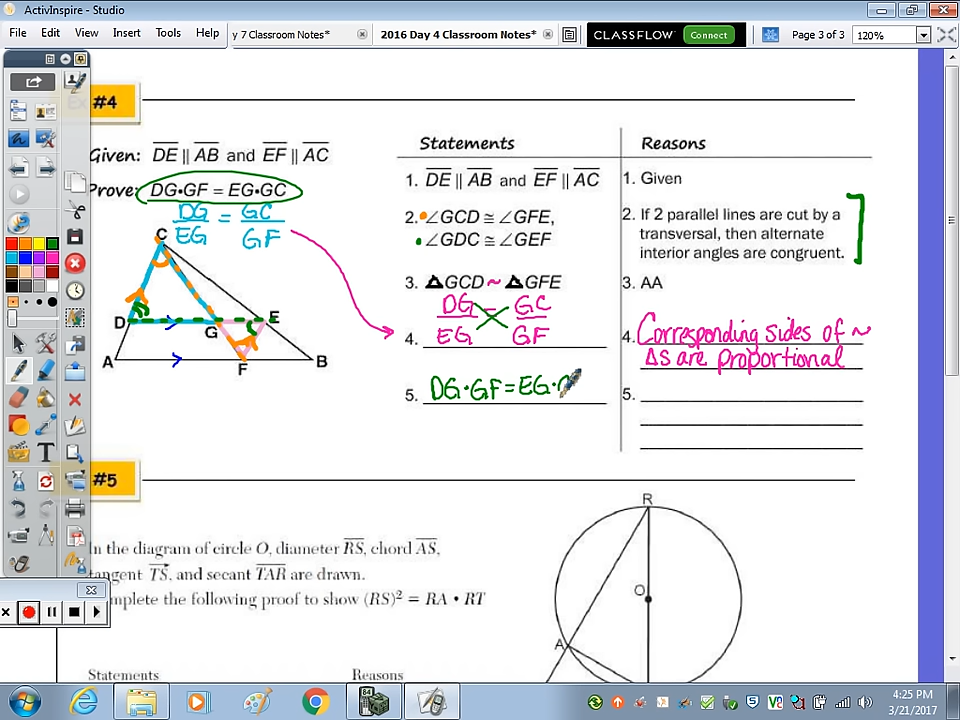 ActivInspire - Studio
File Edit View Insert Tools Help
y 7 Classroom Notes* 2016 Day 4 Classroom Notes* CLASSFLOW Connect Page 3 of 3 120%
#4
Given: DE ∥ AB and EF ∥ AC
Prove: DG•GF = EG•GC
DG/EG = GC/GF
C
D
G
E
A
F
B
Statements
Reasons
1. DE ∥ AB and EF ∥ AC
1. Given
2. ∠GCD ≅ ∠GFE,
∠GDC ≅ ∠GEF
2. If 2 parallel lines are cut by a
transversal, then alternate
interior angles are congruent.
3. ΔGCD ~ ΔGFE
3. AA
4. DG/EG = GC/GF
4. Corresponding sides of ~
Δs are proportional
5. DG•GF = EG•
5.
#5
In the diagram of circle O, diameter RS, chord AS,
tangent TS, and secant TAR are drawn.
mplete the following proof to show (RS)² = RA • RT
Statements
Reasons
R
O
A
4:25 PM
3/21/2017